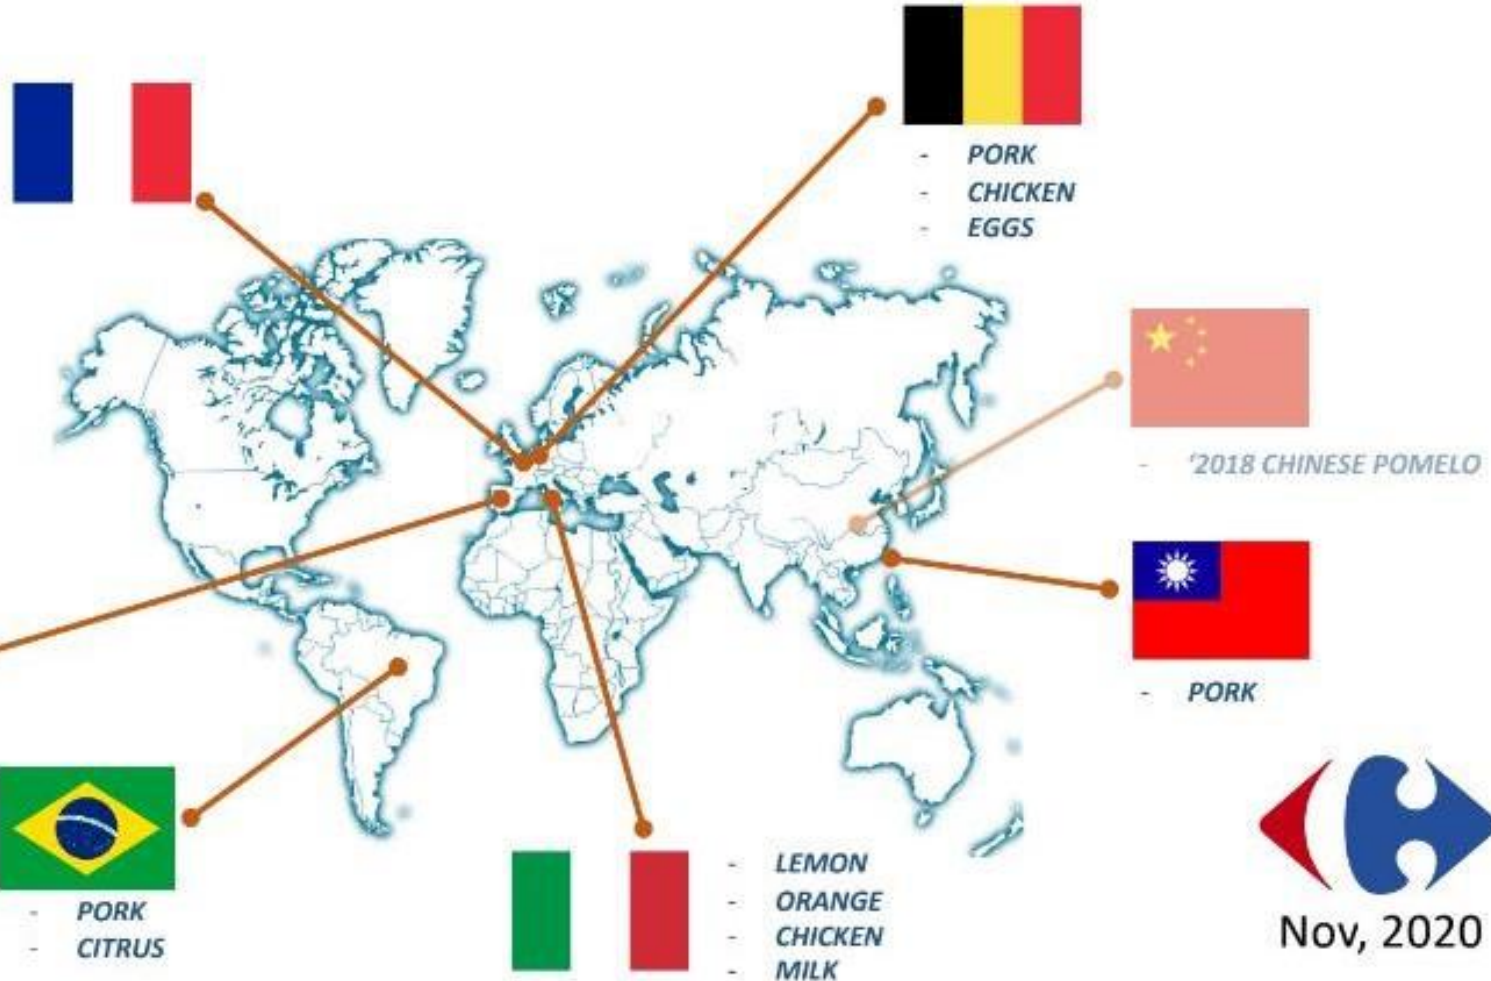 - PORK
- CHICKEN
- EGGS
- '2018 CHINESE POMELO
- PORK
- PORK
- CITRUS
- LEMON
- ORANGE
- CHICKEN
- MILK
Nov, 2020